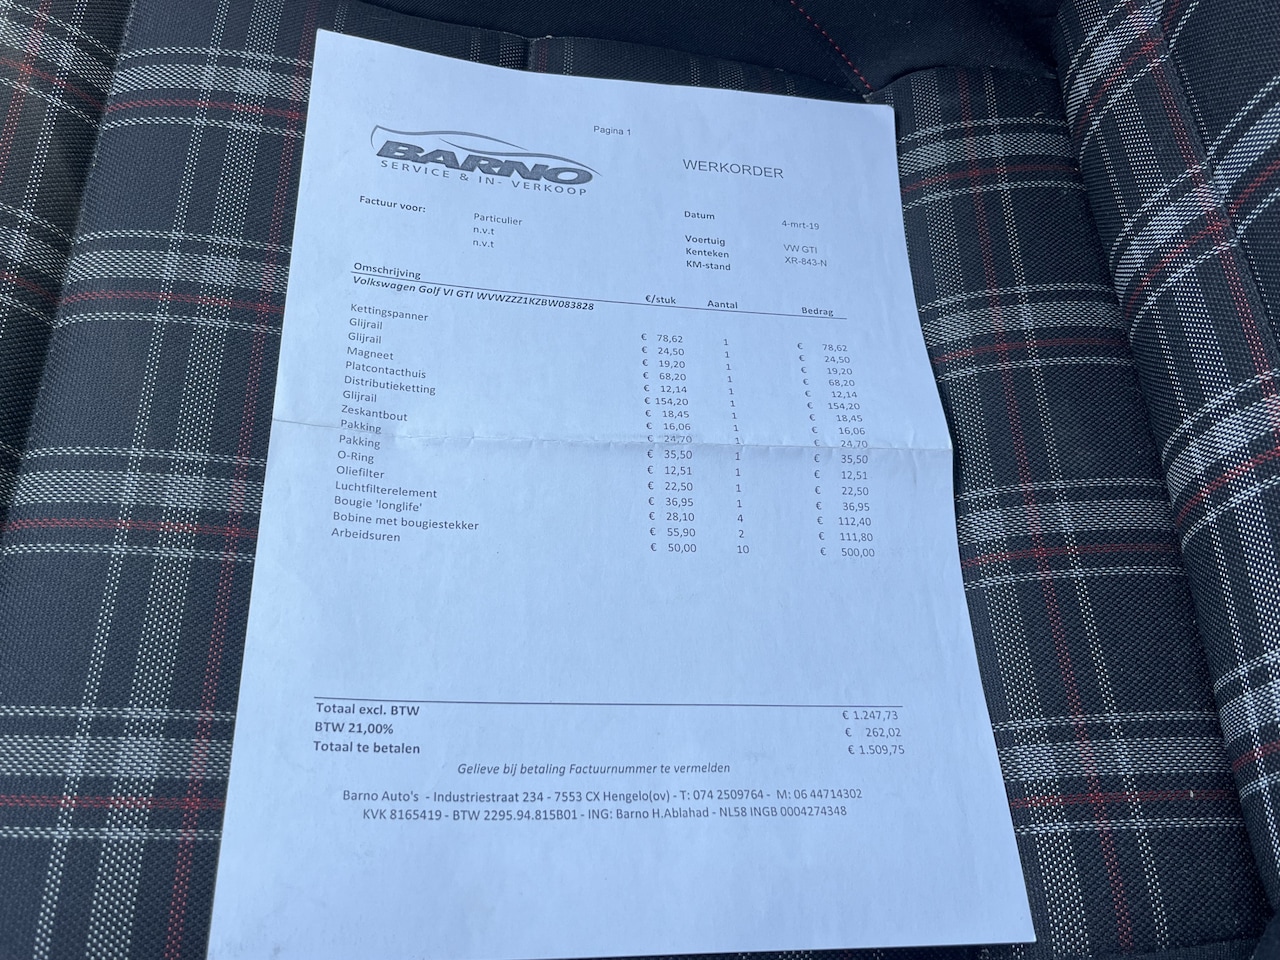 Pagina 1
BARNO
SERVICE & IN- VERKOOP
WERKORDER
Factuur voor:
Particulier
n.v.t
n.v.t
Datum 4-mrt-19
Voertuig VW GTI
Kenteken XR-843-N
KM-stand
Omschrijving €/stuk Aantal Bedrag
Volkswagen Golf VI GTI WVWZZZ1KZBW083828
Kettingspanner € 78,62 1 € 78,62
Glijrail € 24,50 1 € 24,50
Glijrail € 19,20 1 € 19,20
Magneet € 68,20 1 € 68,20
Platcontacthuis € 12,14 1 € 12,14
Distributieketting € 154,20 1 € 154,20
Glijrail € 18,45 1 € 18,45
Zeskantbout € 16,06 1 € 16,06
Pakking € 24,70 1 € 24,70
Pakking € 35,50 1 € 35,50
O-Ring € 12,51 1 € 12,51
Oliefilter € 22,50 1 € 22,50
Luchtfilterelement € 36,95 1 € 36,95
Bougie 'longlife' € 28,10 4 € 112,40
Bobine met bougiestekker € 55,90 2 € 111,80
Arbeidsuren € 50,00 10 € 500,00
Totaal excl. BTW € 1.247,73
BTW 21,00% € 262,02
Totaal te betalen € 1.509,75
Gelieve bij betaling Factuurnummer te vermelden
Barno Auto's - Industriestraat 234 - 7553 CX Hengelo(ov) - T: 074 2509764 - M: 06 44714302
KVK 8165419 - BTW 2295.94.815B01 - ING: Barno H.Ablahad - NL58 INGB 0004274348